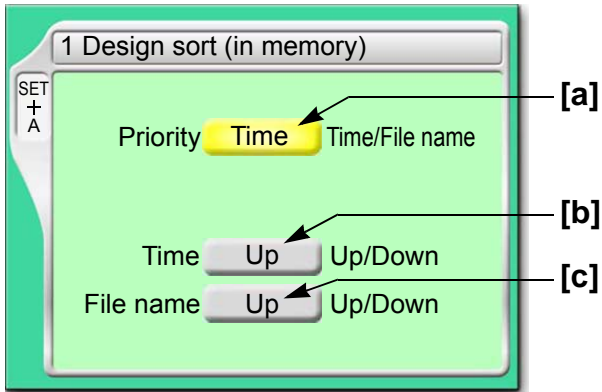 1 Design sort (in memory)
SET
+
A
Priority Time Time/File name [a]
Time Up Up/Down [b]
File name Up Up/Down [c]